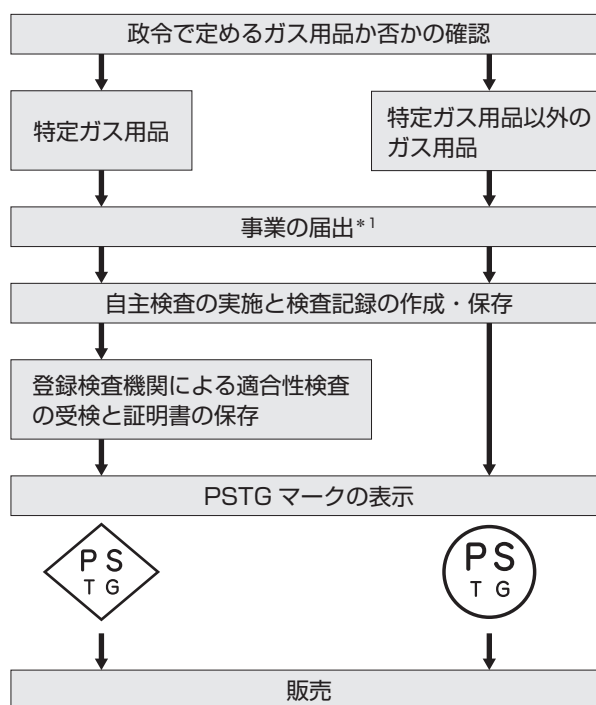 政令で定めるガス用品か否かの確認
特定ガス用品
特定ガス用品以外の
ガス用品
事業の届出*1
自主検査の実施と検査記録の作成・保存
登録検査機関による適合性検査
の受検と証明書の保存
PSTG マークの表示
PS
TG
PS
TG
販売